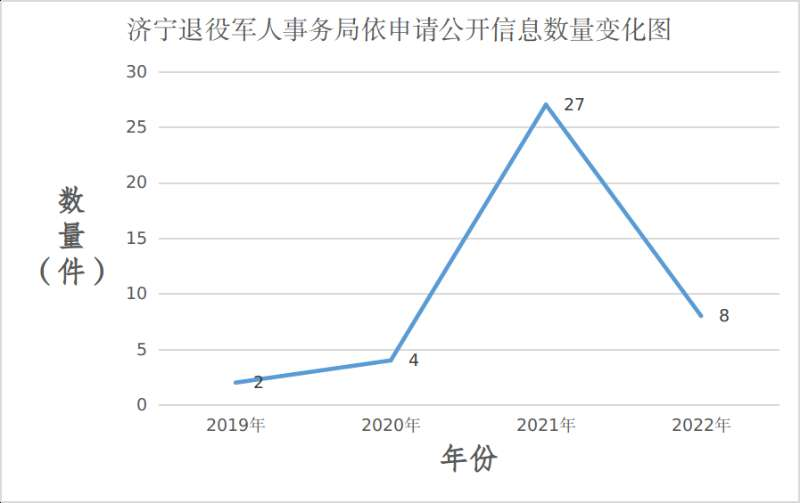 济宁退役军人事务局依申请公开信息数量变化图
30
25
20
15
10
5
0
数
量
（件）
27
8
4
2
2019年
2020年
2021年
2022年
年份